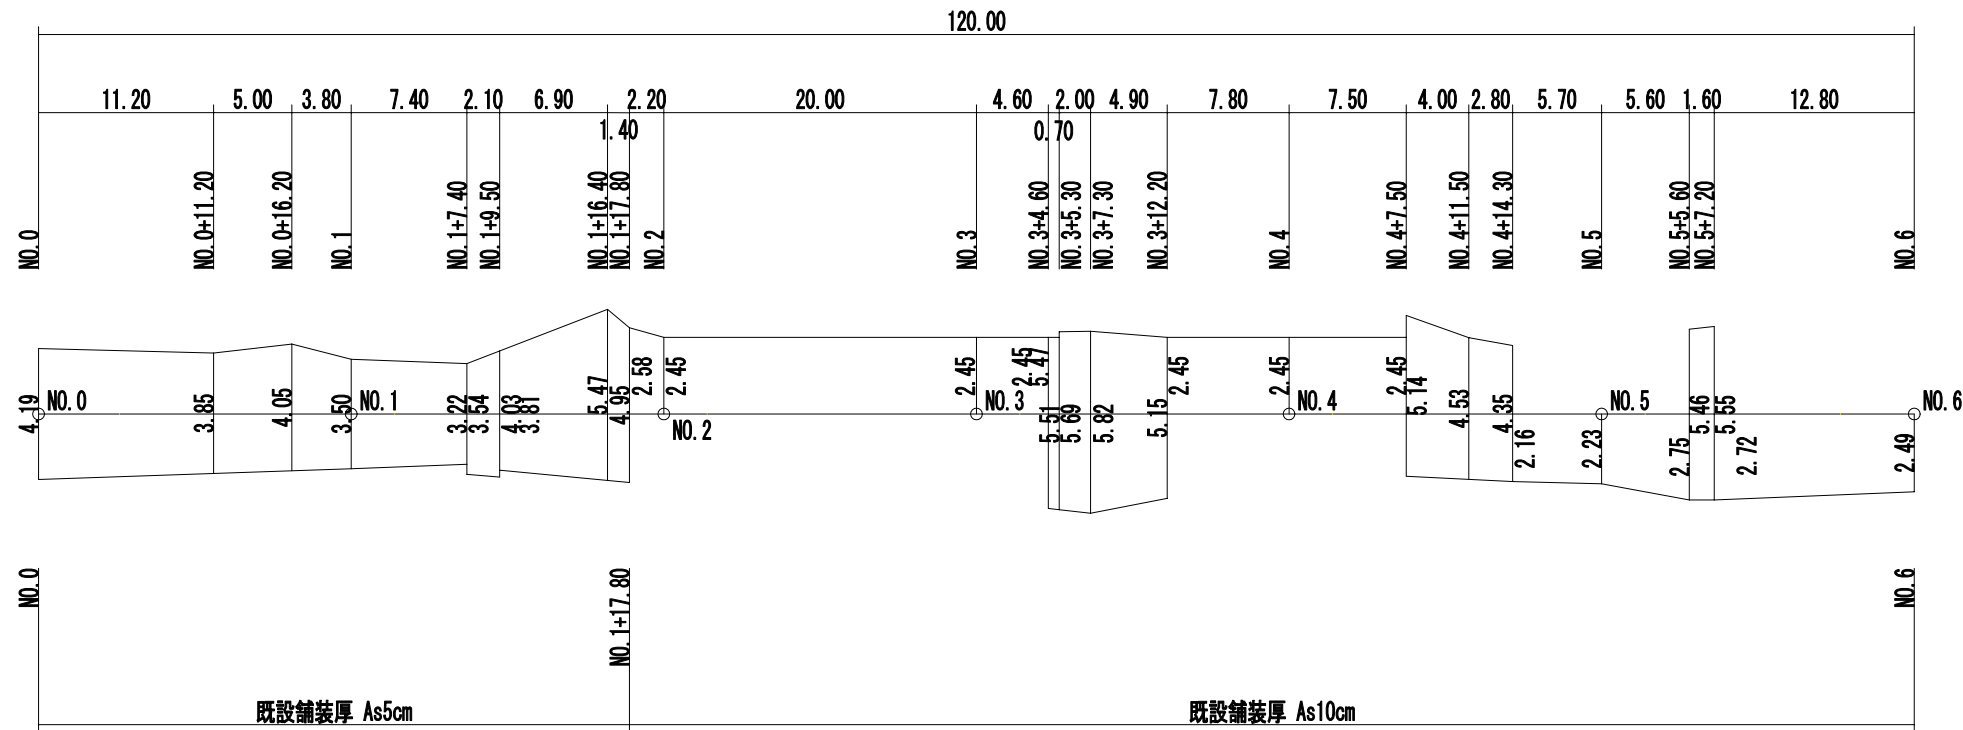 120.00
11.20 5.00 3.80 7.40 2.10 6.90 2.20 20.00 4.60 2.00 4.90 7.80 7.50 4.00 2.80 5.70 5.60 1.60 12.80
1.40 0.70
NO.0
NO.0+11.20
NO.0+16.20
NO.1
NO.1+7.40
NO.1+9.50
NO.1+16.40
NO.1+17.80
NO.2
NO.3
NO.3+4.60
NO.3+5.30
NO.3+7.30
NO.3+12.20
NO.4
NO.4+7.50
NO.4+11.50
NO.4+14.30
NO.5
NO.5+5.60
NO.5+7.20
NO.6
4.19
NO.0
3.85
4.05
3.50
NO.1
3.22
3.54
4.03
3.81
5.47
4.95
2.58
2.45
NO.2
2.45
NO.3
2.45
5.47
5.51
5.69
5.82
5.15
2.45
2.45
NO.4
2.45
5.14
4.53
4.35
2.16
2.23
NO.5
2.75
5.46
5.55
2.72
2.49
NO.6
NO.0
NO.1+17.80
NO.6
既設舗装厚 As5cm
既設舗装厚 As10cm